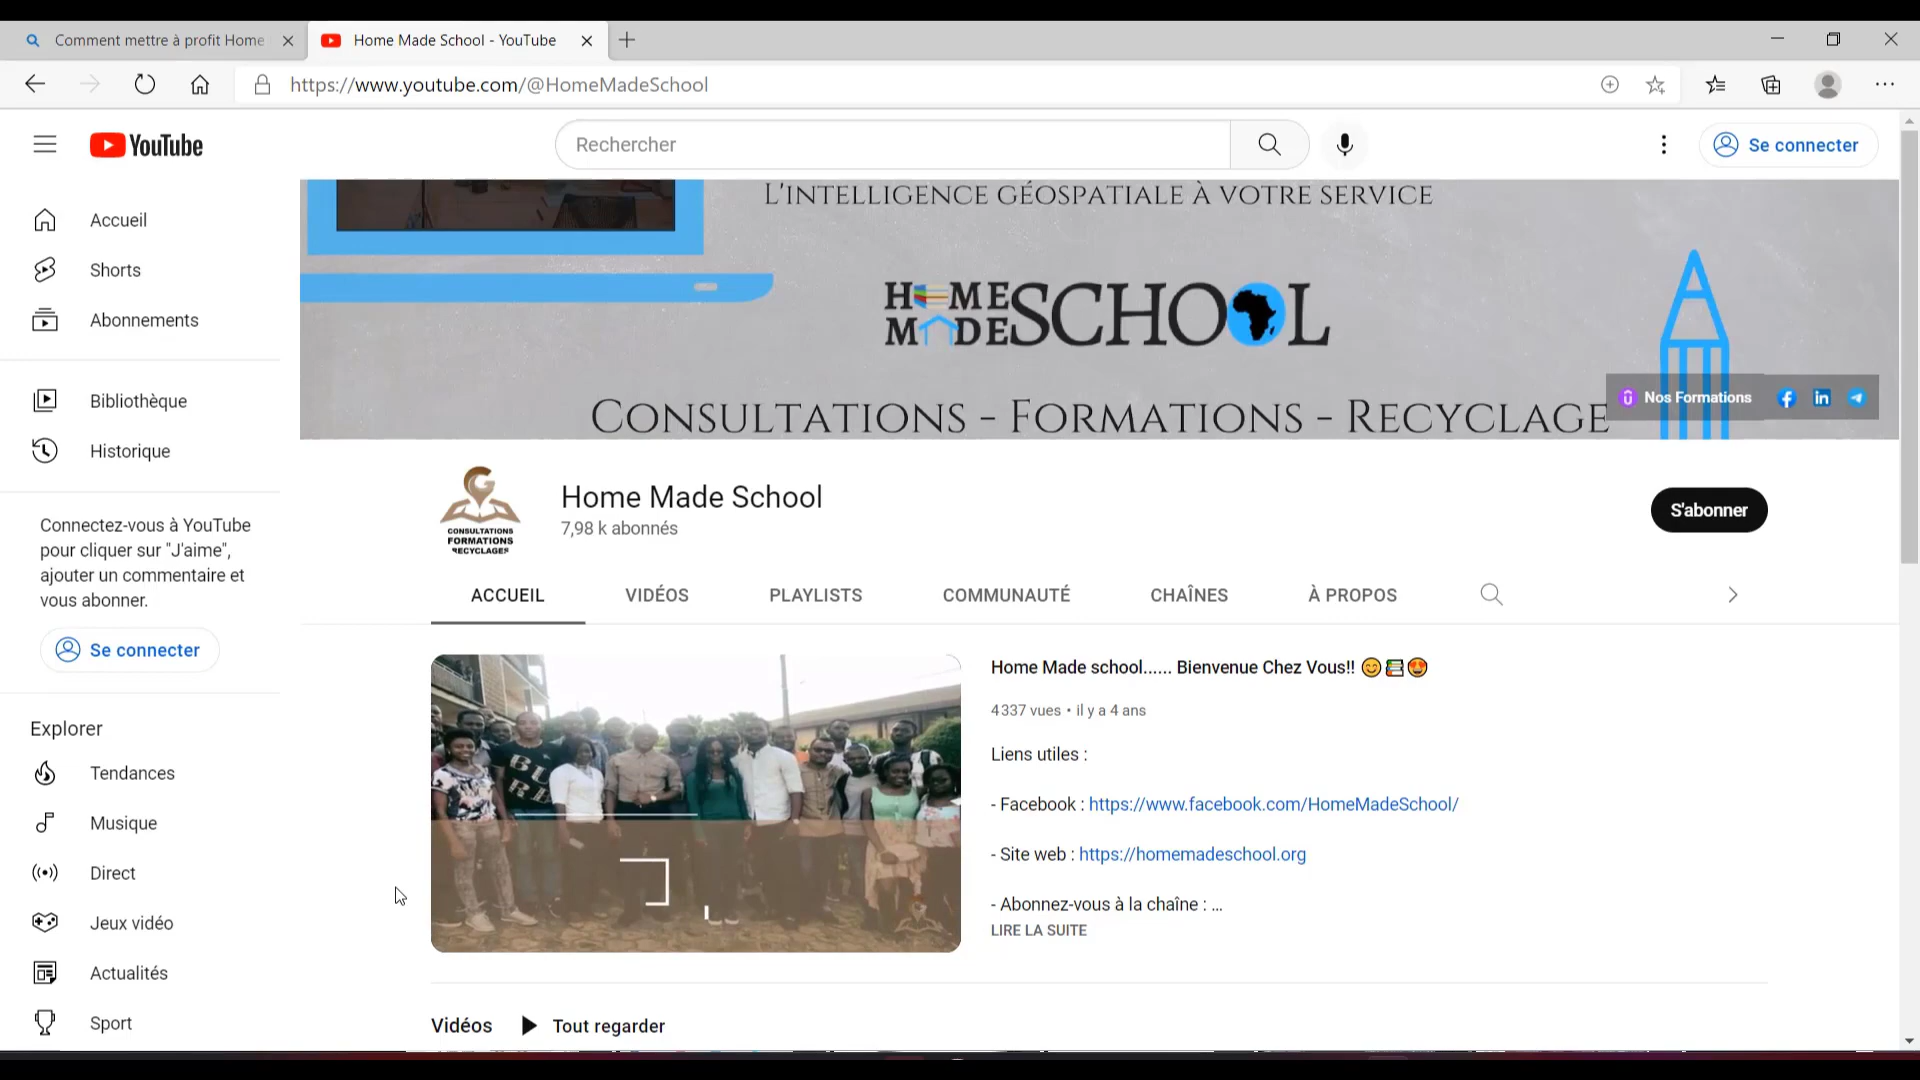 Comment mettre à profit Home
Home Made School - YouTube
https://www.youtube.com/@HomeMadeSchool
YouTube
Rechercher
Se connecter
Accueil
Shorts
Abonnements
Bibliothèque
Historique
Connectez-vous à YouTube
pour cliquer sur "J'aime",
ajouter un commentaire et
vous abonner.
Se connecter
Explorer
Tendances
Musique
Direct
Jeux vidéo
Actualités
Sport
L'INTELLIGENCE GÉOSPATIALE À VOTRE SERVICE
HOME MADE SCHOOL
CONSULTATIONS - FORMATIONS - RECYCLAGE
Nos Formations
CONSULTATIONS
FORMATIONS
RECYCLAGES
Home Made School
7,98 k abonnés
S'abonner
ACCUEIL
VIDÉOS
PLAYLISTS
COMMUNAUTÉ
CHAÎNES
À PROPOS
Home Made school...... Bienvenue Chez Vous!! 😊📚😍
4 337 vues • il y a 4 ans
Liens utiles :
- Facebook : https://www.facebook.com/HomeMadeSchool/
- Site web : https://homemadeschool.org
- Abonnez-vous à la chaîne : ...
LIRE LA SUITE
Vidéos
Tout regarder